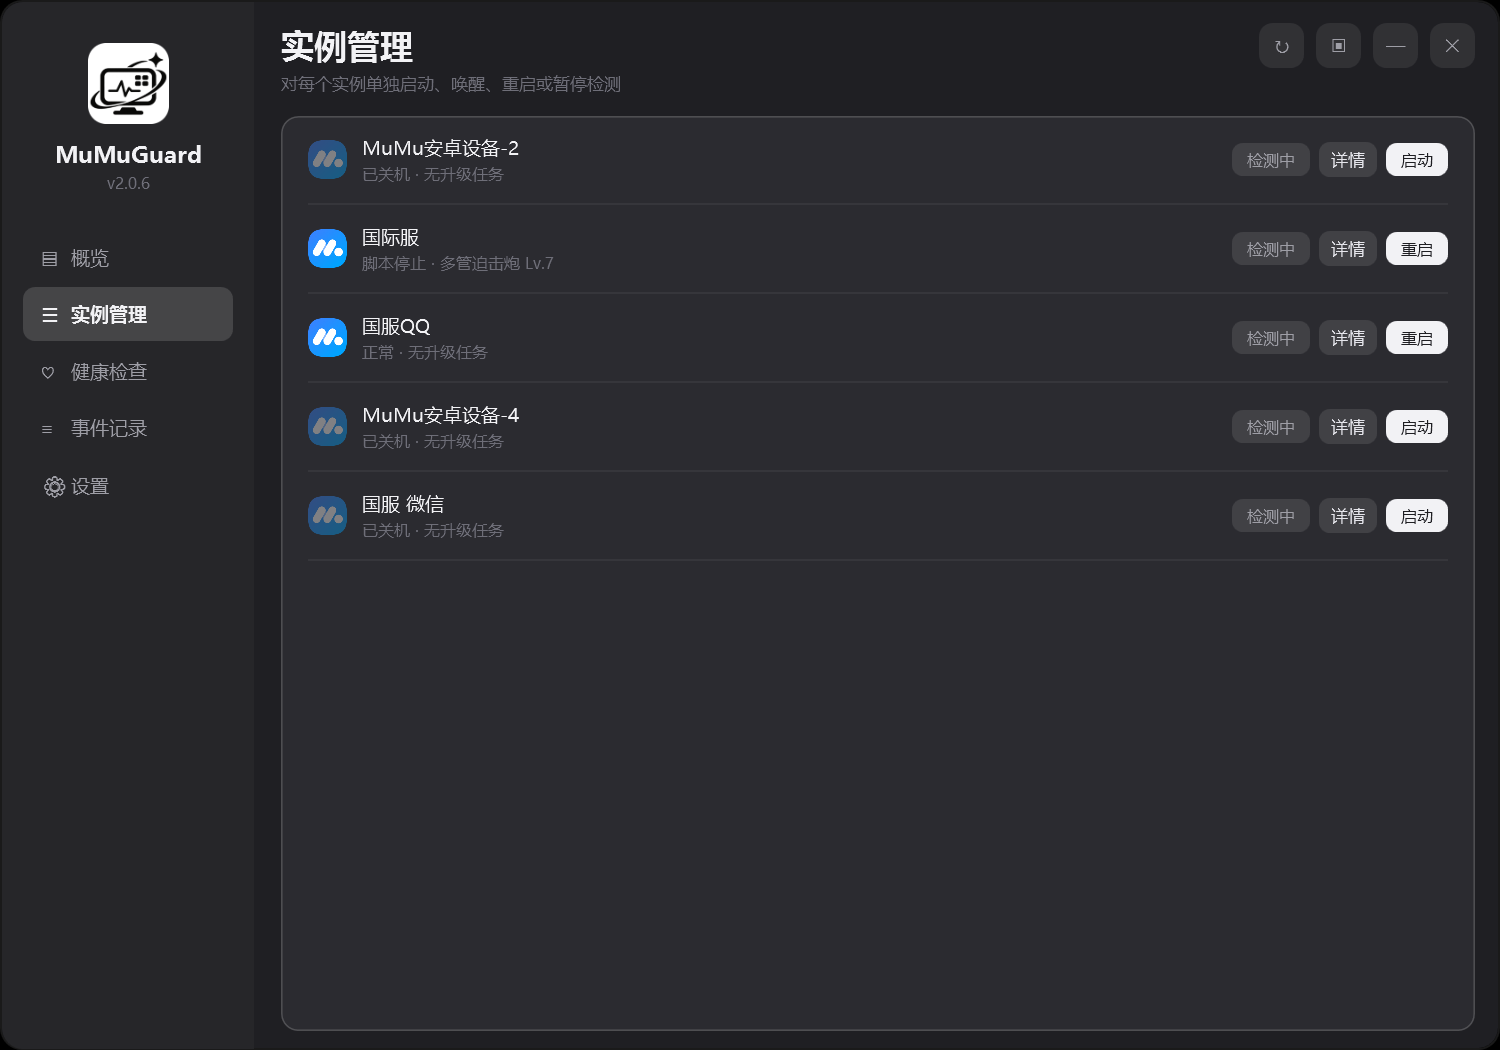 MuMuGuard
v2.0.6
概览
实例管理
健康检查
事件记录
设置
实例管理
对每个实例单独启动、唤醒、重启或暂停检测
MuMu安卓设备-2
已关机 · 无升级任务
检测中 详情 启动
国际服
脚本停止 · 多管迫击炮 Lv.7
检测中 详情 重启
国服QQ
正常 · 无升级任务
检测中 详情 重启
MuMu安卓设备-4
已关机 · 无升级任务
检测中 详情 启动
国服 微信
已关机 · 无升级任务
检测中 详情 启动